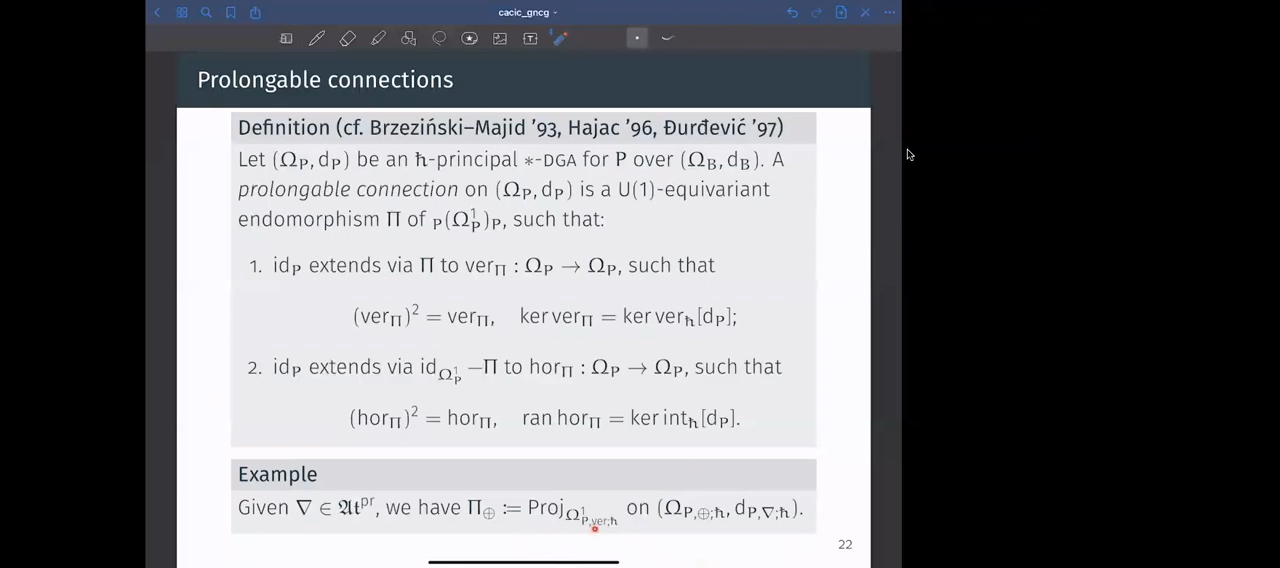 cacic_gncg
Prolongable connections
Definition (cf. Brzeziński–Majid ’93, Hajac ’96, Đurđević ’97)
Let (Ω_P, d_P) be an ħ-principal ∗-DGA for P over (Ω_B, d_B). A
prolongable connection on (Ω_P, d_P) is a U(1)-equivariant
endomorphism Π of _P(Ω^1_P)_P, such that:
1. id_P extends via Π to ver_Π : Ω_P → Ω_P, such that
(ver_Π)^2 = ver_Π, ker ver_Π = ker ver_ħ[d_P];
2. id_P extends via id_{Ω^1_P} −Π to hor_Π : Ω_P → Ω_P, such that
(hor_Π)^2 = hor_Π, ran hor_Π = ker int_ħ[d_P].
Example
Given ∇ ∈ 𝔄𝔱^pr, we have Π_⊕ := Proj_{Ω^1_{P,ver;ħ}} on (Ω_{P,⊕;ħ}, d_{P,∇;ħ}).
22